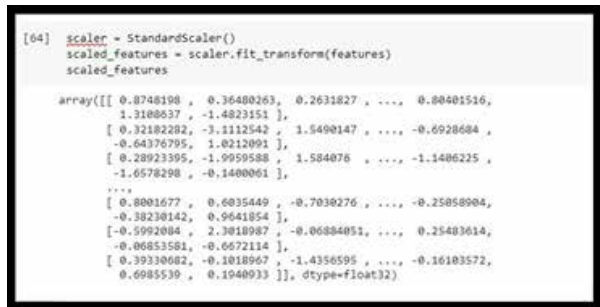 [64] scaler = StandardScaler()
scaled_features = scaler.fit_transform(features)
scaled_features
array([[ 0.8748198 , 0.36480263, 0.2631827 , ..., 0.80401516,
1.3108637 , -1.4823151 ],
[ 0.32182282, -3.1112542 , 1.5490147 , ..., -0.6928684 ,
-0.64376795, 1.0212091 ],
[ 0.28923395, -1.9959588 , 1.584076 , ..., -1.1406225 ,
-1.6578298 , -0.1400061 ],
...,
[ 0.8001677 , 0.6035449 , -0.7030276 , ..., -0.25058904,
-0.38230142, 0.9641854 ],
[-0.5992084 , 2.3018987 , -0.06884051, ..., 0.25483614,
-0.06853581, -0.6672114 ],
[ 0.39330682, -0.1018967 , -1.4356595 , ..., -0.16103572,
0.6985539 , 0.1940933 ]], dtype=float32)